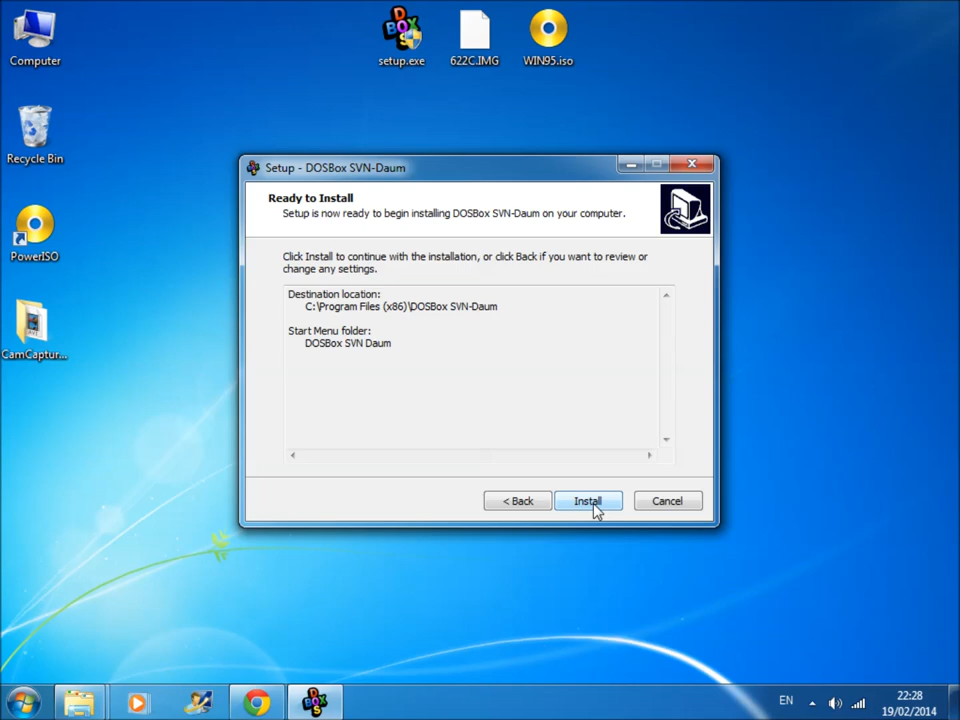 Computer
Recycle Bin
PowerISO
CamCaptur...
setup.exe
622C.IMG
WIN95.iso
Setup - DOSBox SVN-Daum
Ready to Install
Setup is now ready to begin installing DOSBox SVN-Daum on your computer.
Click Install to continue with the installation, or click Back if you want to review or
change any settings.
Destination location:
C:\Program Files (x86)\DOSBox SVN-Daum
Start Menu folder:
DOSBox SVN Daum
< Back
Install
Cancel
EN
22:28
19/02/2014